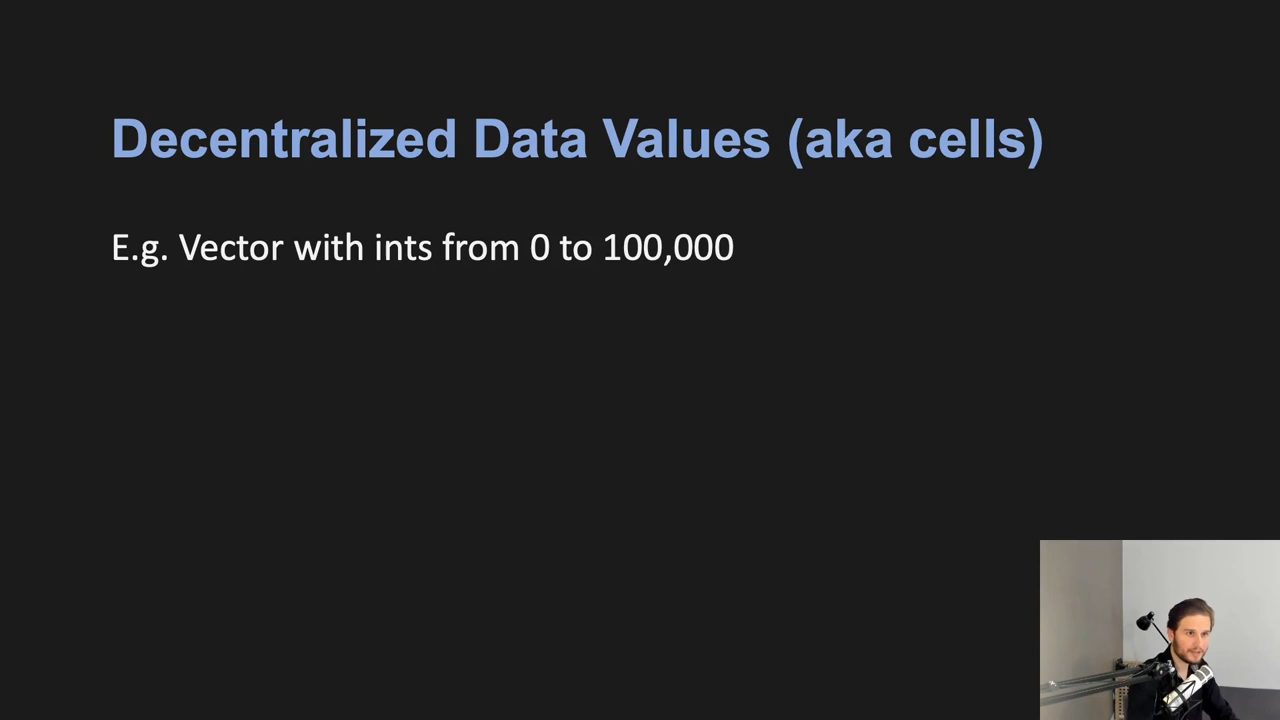 Decentralized Data Values (aka cells)
E.g. Vector with ints from 0 to 100,000